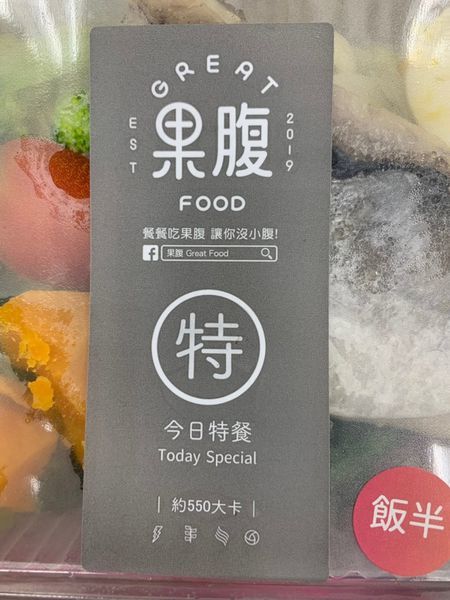 GREAT
EST 果腹 2019
FOOD
餐餐吃果腹 讓你沒小腹!
果腹 Great Food
特
今日特餐
Today Special
約550大卡
飯半